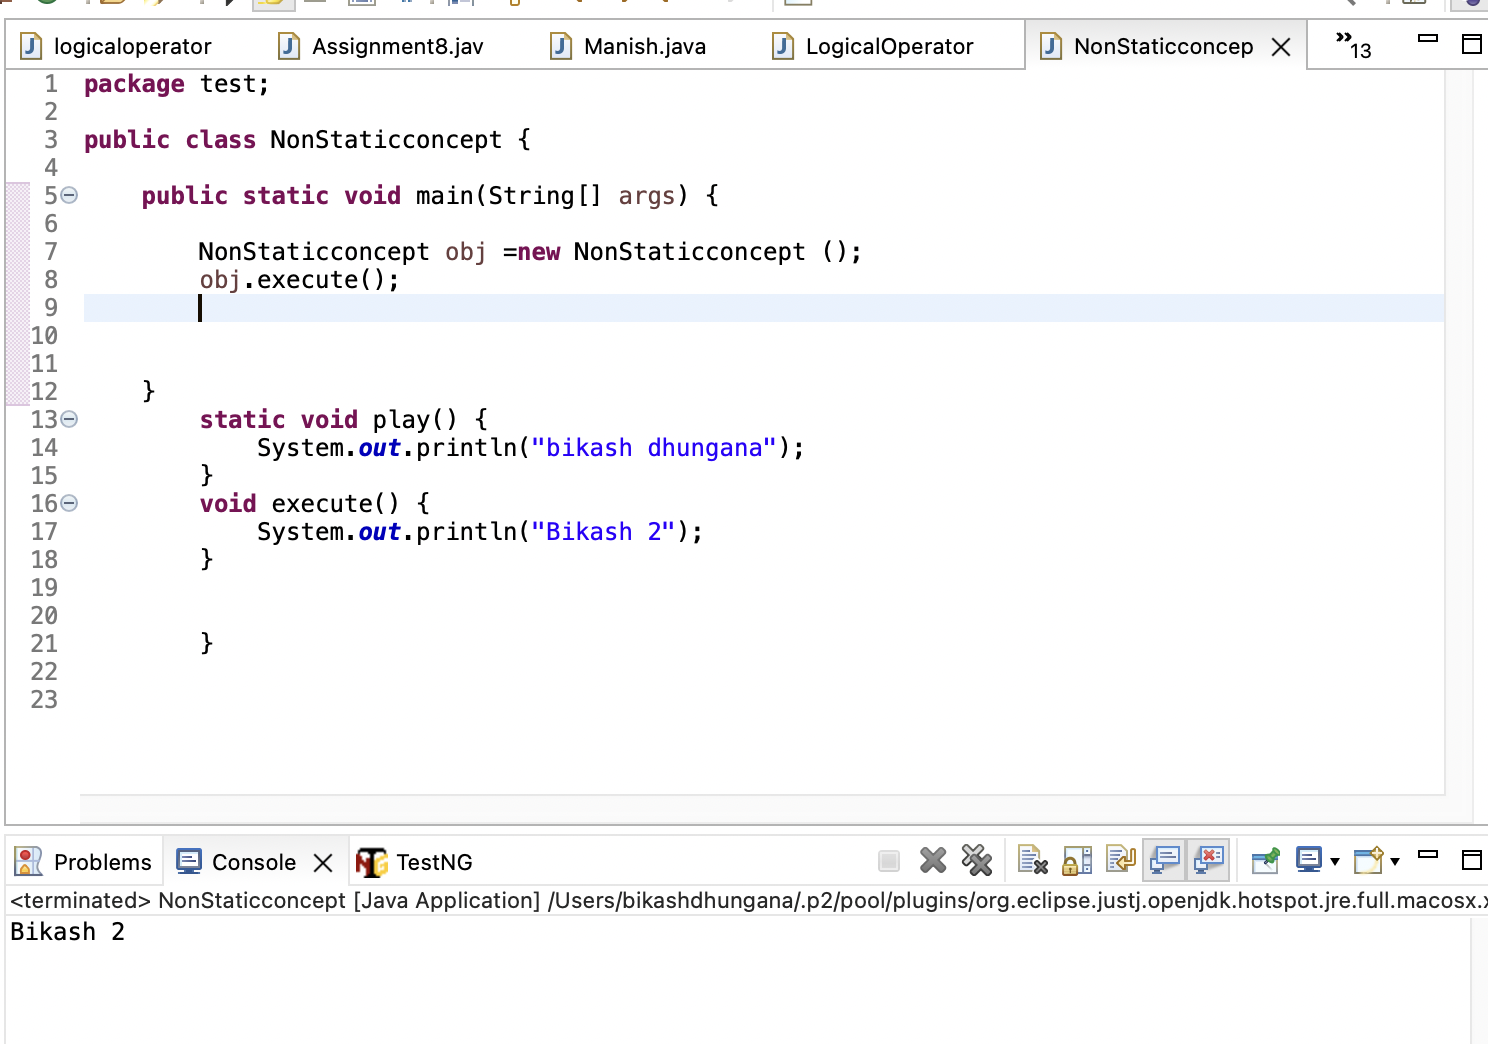 logicaloperator Assignment8.jav Manish.java LogicalOperator NonStaticconcep »13
1 package test;
2
3 public class NonStaticconcept {
4
5 public static void main(String[] args) {
6
7 NonStaticconcept obj =new NonStaticconcept ();
8 obj.execute();
9
10
11
12 }
13 static void play() {
14 System.out.println("bikash dhungana");
15 }
16 void execute() {
17 System.out.println("Bikash 2");
18 }
19
20
21 }
22
23
Problems Console TestNG
<terminated> NonStaticconcept [Java Application] /Users/bikashdhungana/.p2/pool/plugins/org.eclipse.justj.openjdk.hotspot.jre.full.macosx.x
Bikash 2